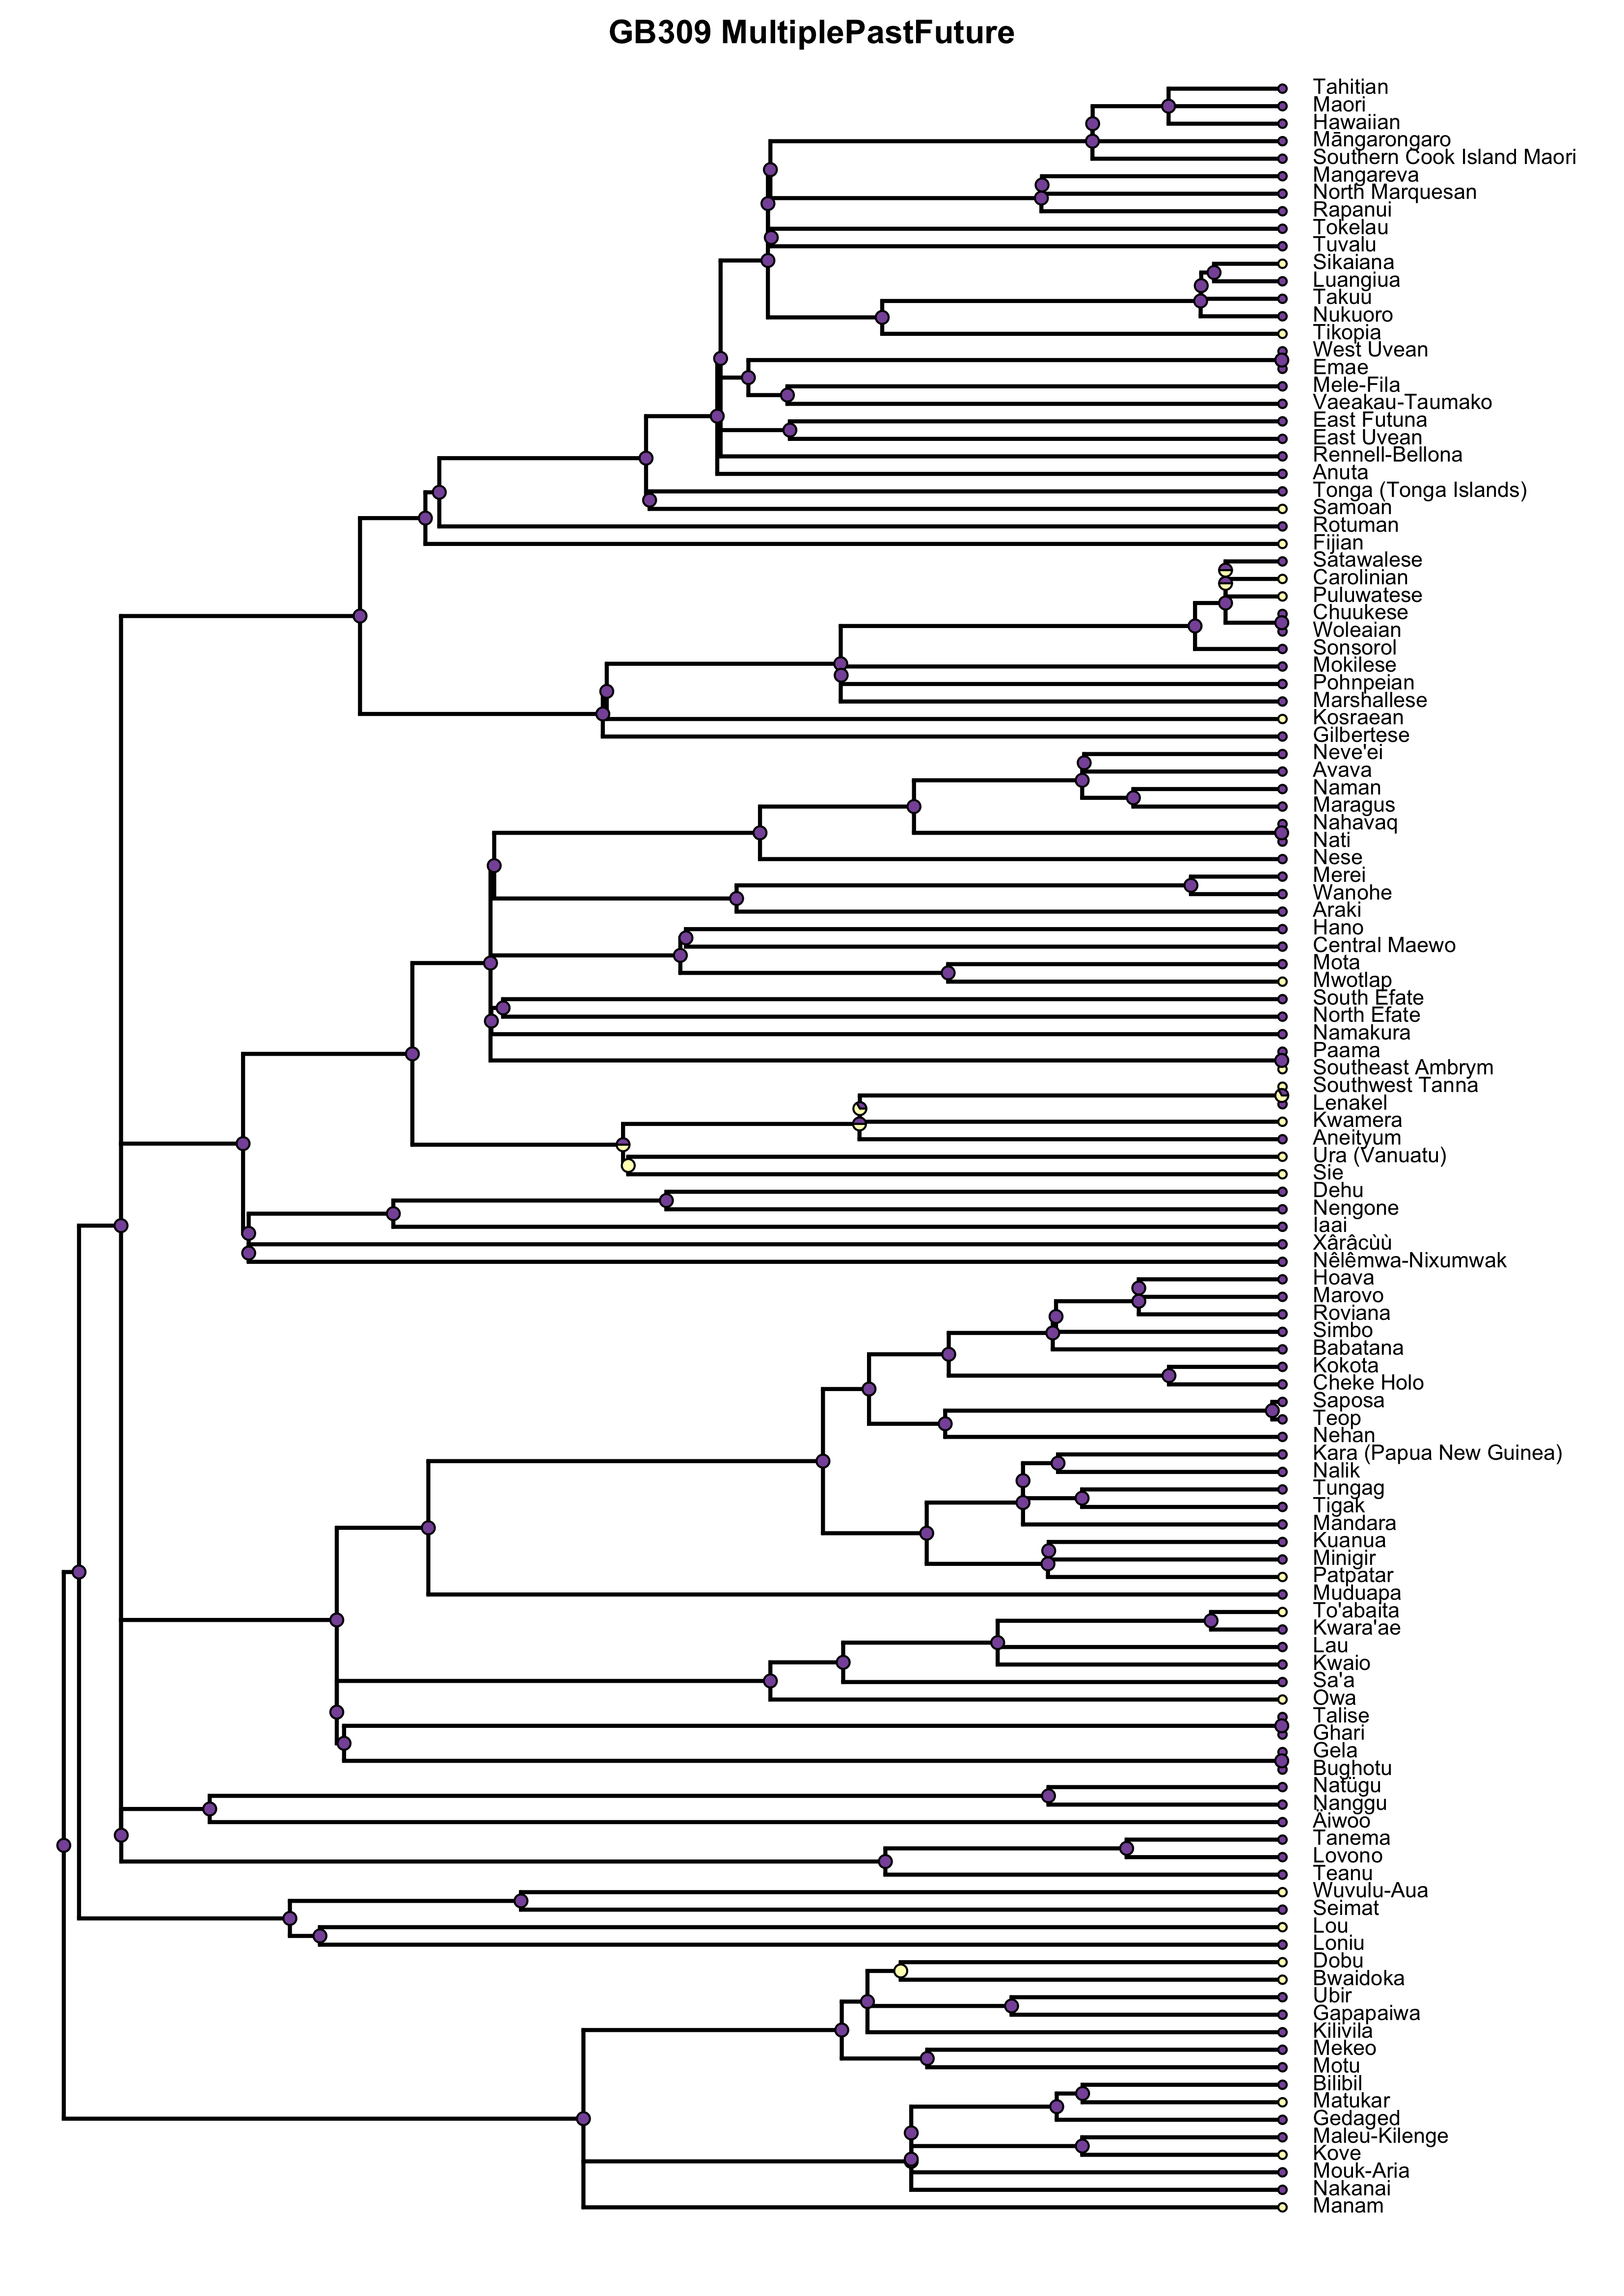 GB309 MultiplePastFuture
Tahitian
Maori
Hawaiian
Mangarongaro
Southern Cook Island Maori
Mangareva
North Marquesan
Rapanui
Tokelau
Tuvalu
Sikaiana
Luangiua
Takuu
Nukuoro
Tikopia
West Uvean
Emae
Mele-Fila
Vaeakau-Taumako
East Futuna
East Uvean
Rennell-Bellona
Anuta
Tonga (Tonga Islands)
Samoan
Rotuman
Fijian
Satawalese
Carolinian
Puluwatese
Chuukese
Woleaian
Sonsorol
Mokilese
Pohnpeian
Marshallese
Kosraean
Gilbertese
Neve'ei
Avava
Naman
Maragus
Nahavaq
Nati
Nese
Merei
Wanohe
Araki
Hano
Central Maewo
Mota
Mwotlap
South Efate
North Efate
Namakura
Paama
Southeast Ambrym
Southwest Tanna
Lenakel
Kwamera
Aneityum
Ura (Vanuatu)
Sie
Dehu
Nengone
Iaai
Xârâcùù
Nêlêmwa-Nixumwak
Hoava
Marovo
Roviana
Simbo
Babatana
Kokota
Cheke Holo
Saposa
Teop
Nehan
Kara (Papua New Guinea)
Nalik
Tungag
Tigak
Mandara
Kuanua
Minigir
Patpatar
Muduapa
To'abaita
Kwara'ae
Lau
Kwaio
Sa'a
Owa
Talise
Ghari
Gela
Bughotu
Natügu
Nanggu
Äiwoo
Tanema
Lovono
Teanu
Wuvulu-Aua
Seimat
Lou
Loniu
Dobu
Bwaidoka
Ubir
Gapapaiwa
Kilivila
Mekeo
Motu
Bilibil
Matukar
Gedaged
Maleu-Kilenge
Kove
Mouk-Aria
Nakanai
Manam